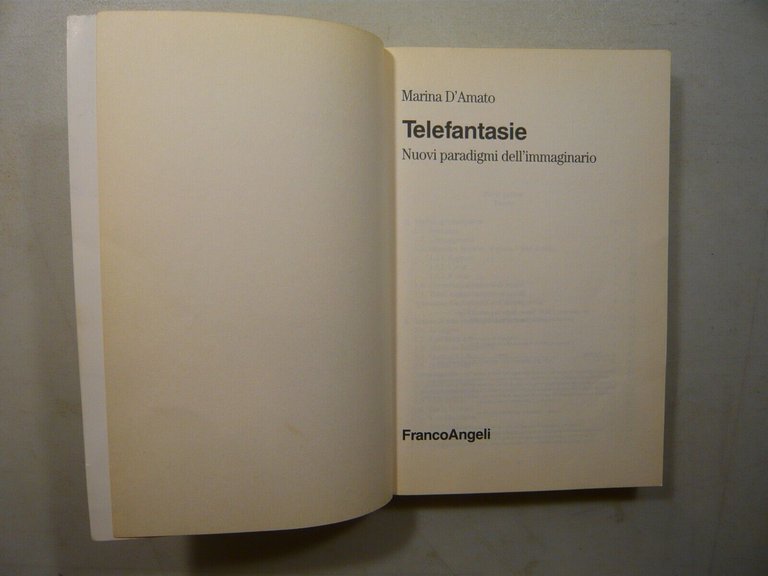 Marina D'Amato
Telefantasie
Nuovi paradigmi dell'immaginario
FrancoAngeli